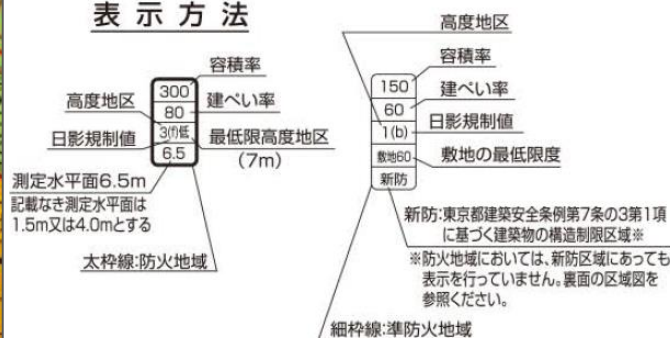 表示方法
容積率
300
高度地区
80
建ぺい率
日影規制値
3(f)低
最低限高度地区
(7m)
6.5
測定水平面6.5m
記載なき測定水平面は
1.5m又は4.0mとする
太枠線:防火地域
高度地区
容積率
150
建ぺい率
60
日影規制値
1(b)
敷地の最低限度
敷地60
新防
新防:東京都建築安全条例第7条の3第1項
に基づく建築物の構造制限区域※
※防火地域においては、新防区域にあっても
表示を行っていません。裏面の区域図を
参照ください。
細枠線:準防火地域